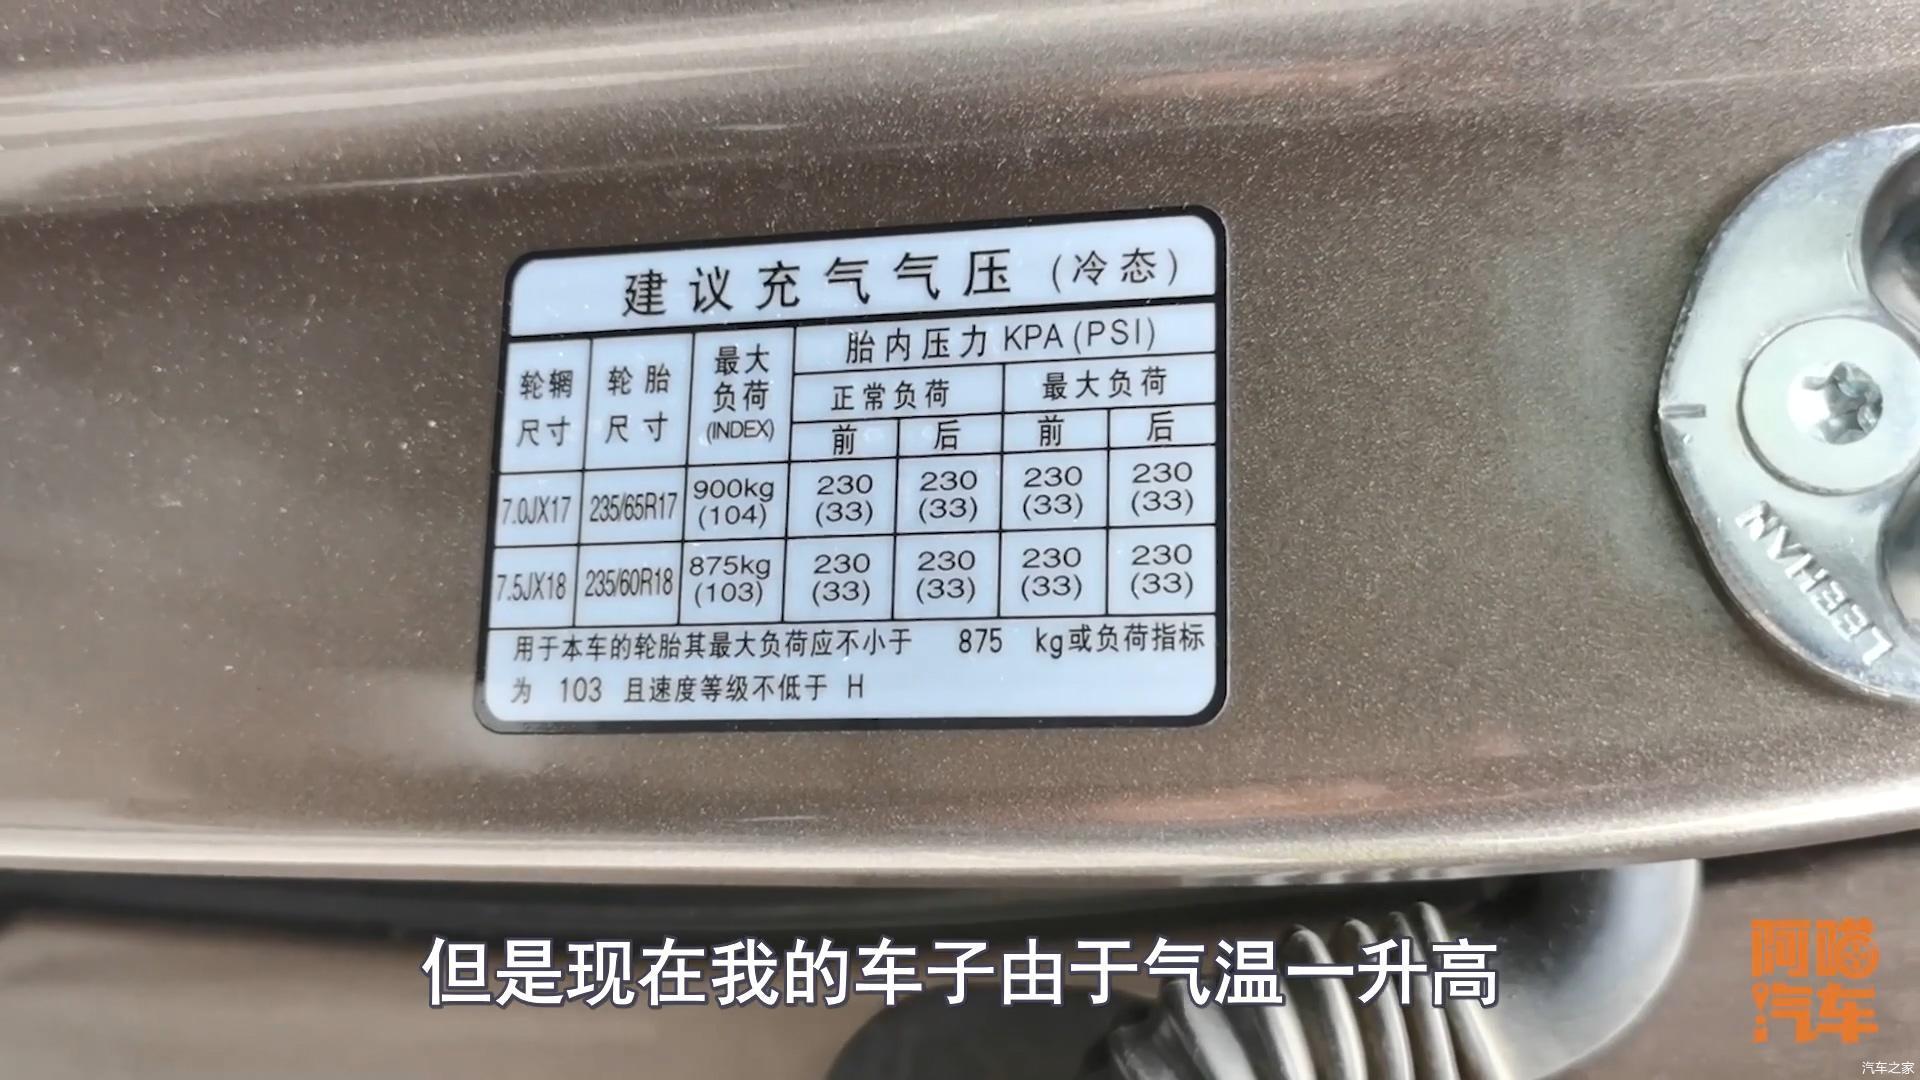 建议充气气压(冷态)
轮辋尺寸 轮胎尺寸 最大负荷(INDEX) 胎内压力 KPA(PSI)
正常负荷 最大负荷
前 后 前 后
7.0JX17 235/65R17 900kg(104) 230(33) 230(33) 230(33) 230(33)
7.5JX18 235/60R18 875kg(103) 230(33) 230(33) 230(33) 230(33)
用于本车的轮胎其最大负荷应不小于 875 kg或负荷指标
为 103 且速度等级不低于 H
LEEHAN
但是现在我的车子由于气温一升高
阿喵
汽车
汽车之家